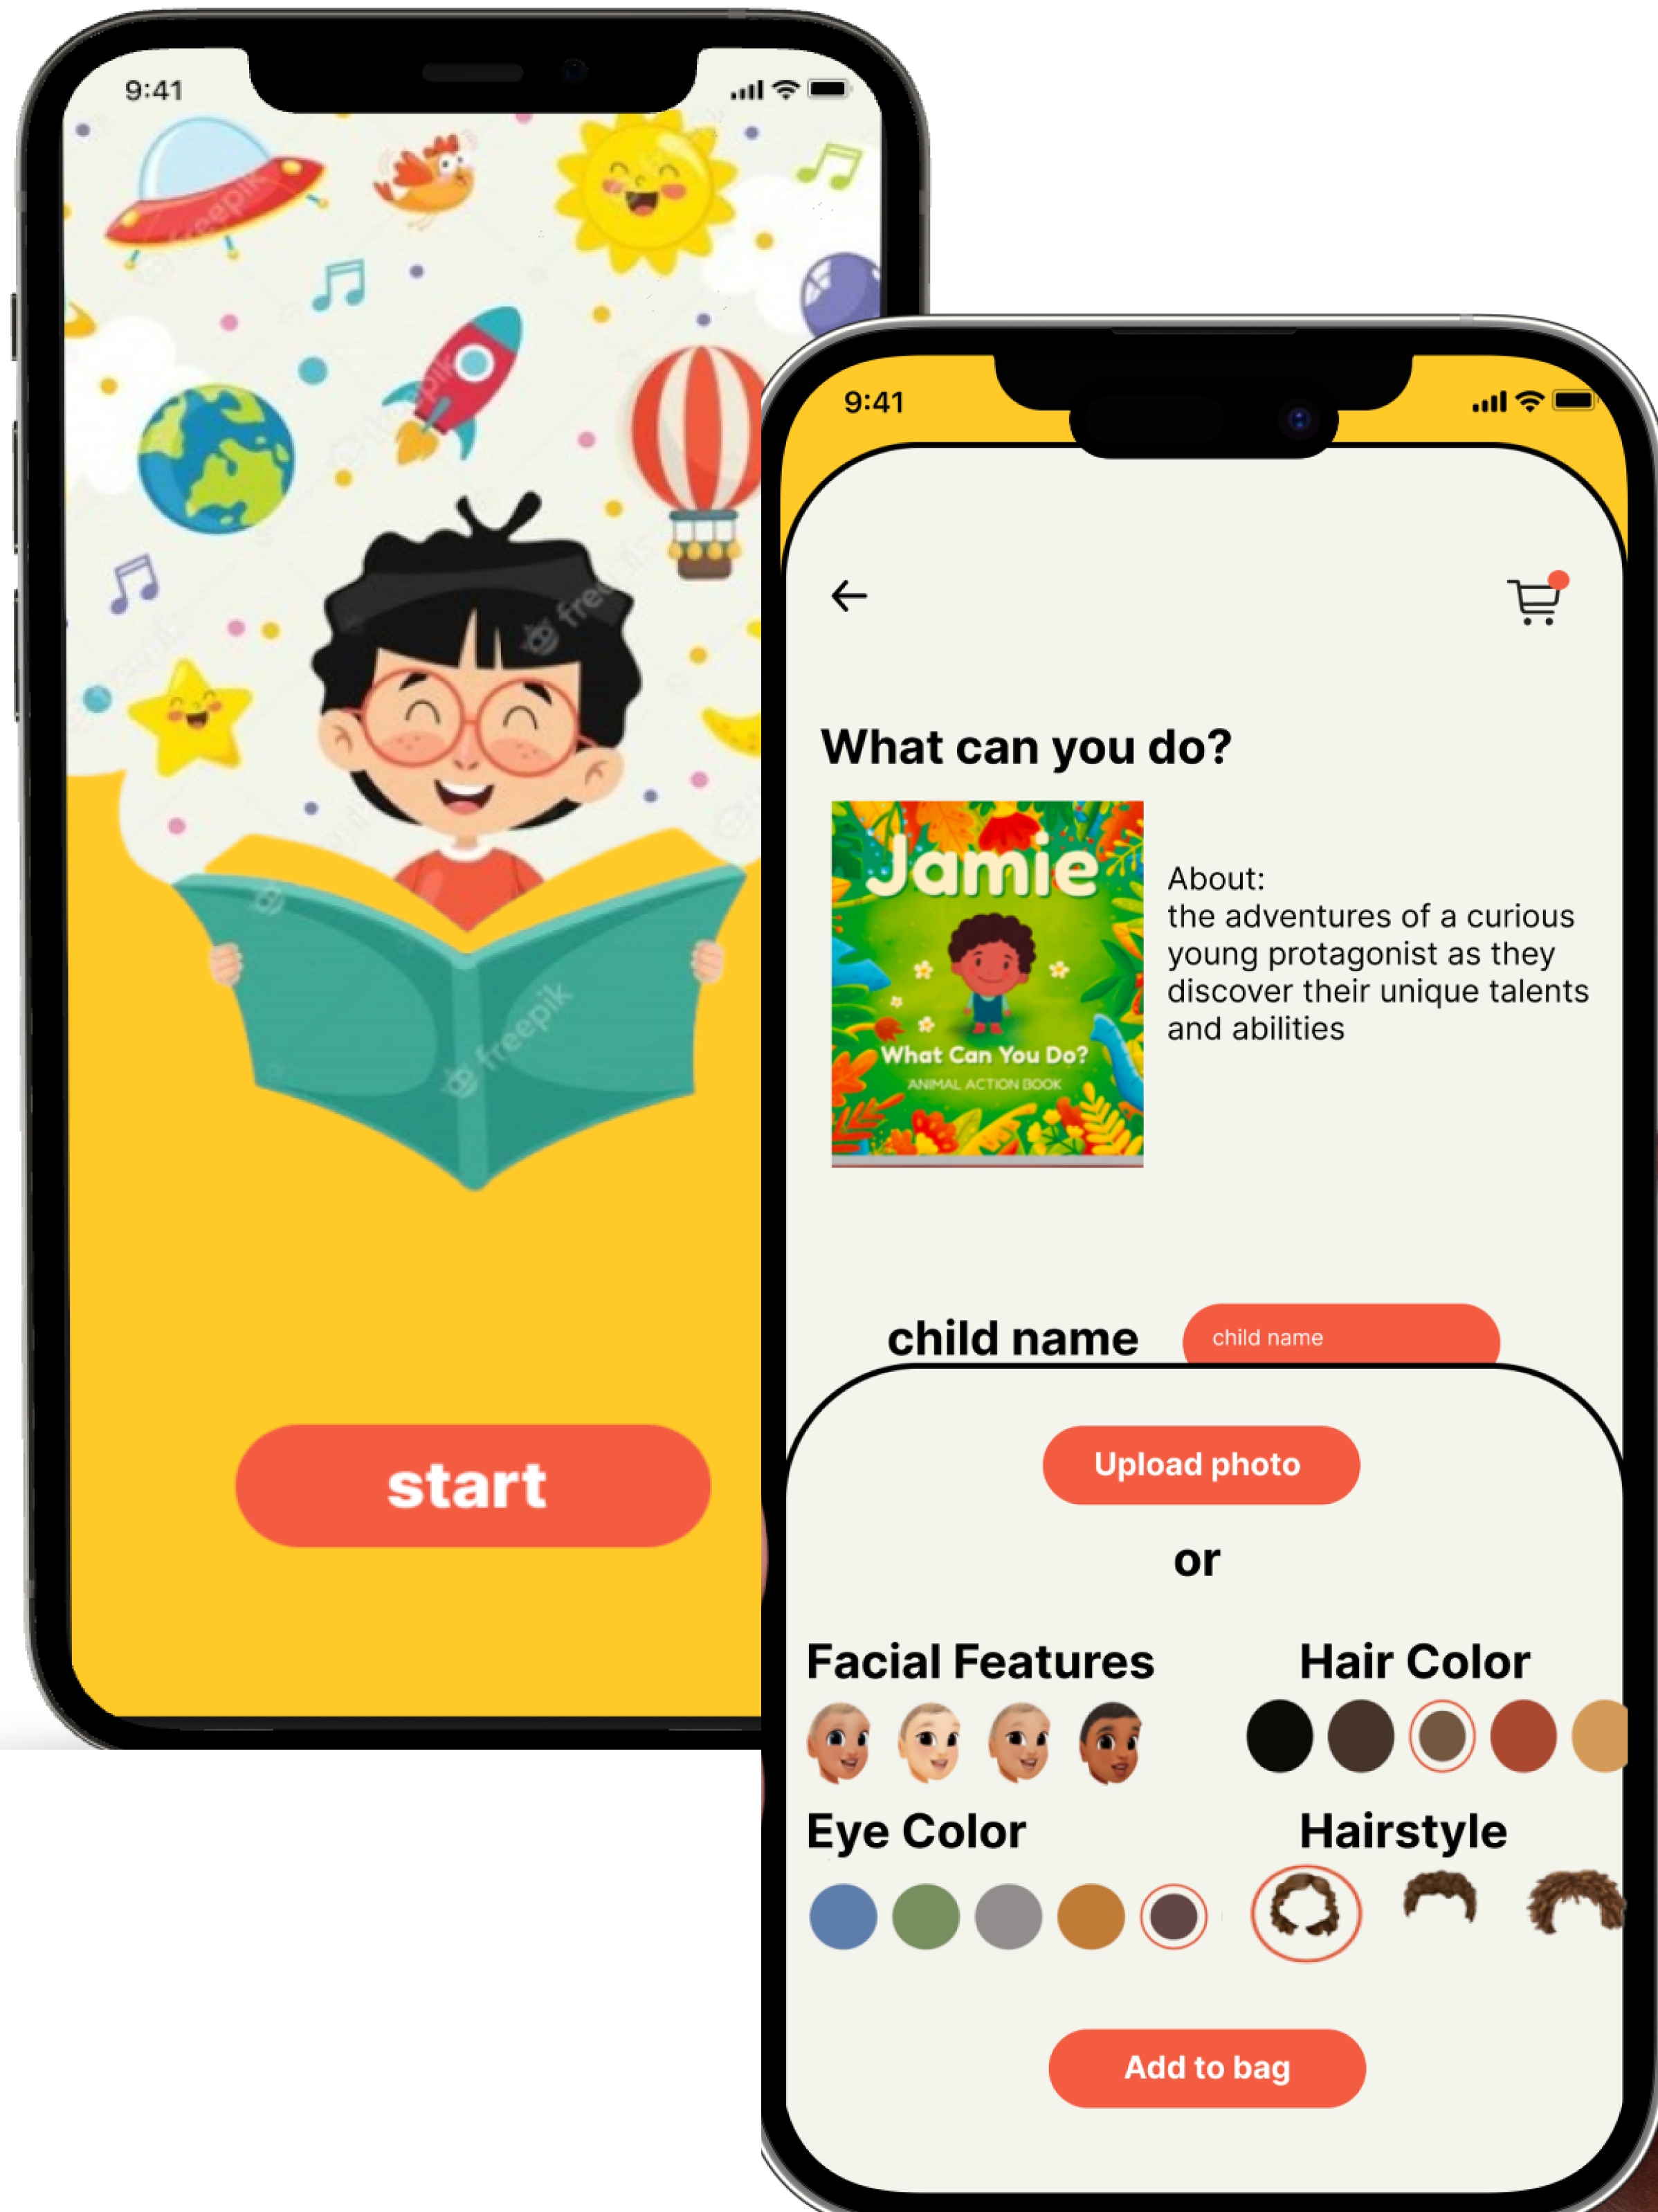 9:41
freepik
freepik
freepik
9:41
What can you do?
Jamie
What Can You Do?
ANIMAL ACTION BOOK
About:
the adventures of a curious
young protagonist as they
discover their unique talents
and abilities
child name
child name
start
Upload photo
or
Facial Features
Hair Color
Eye Color
Hairstyle
Add to bag